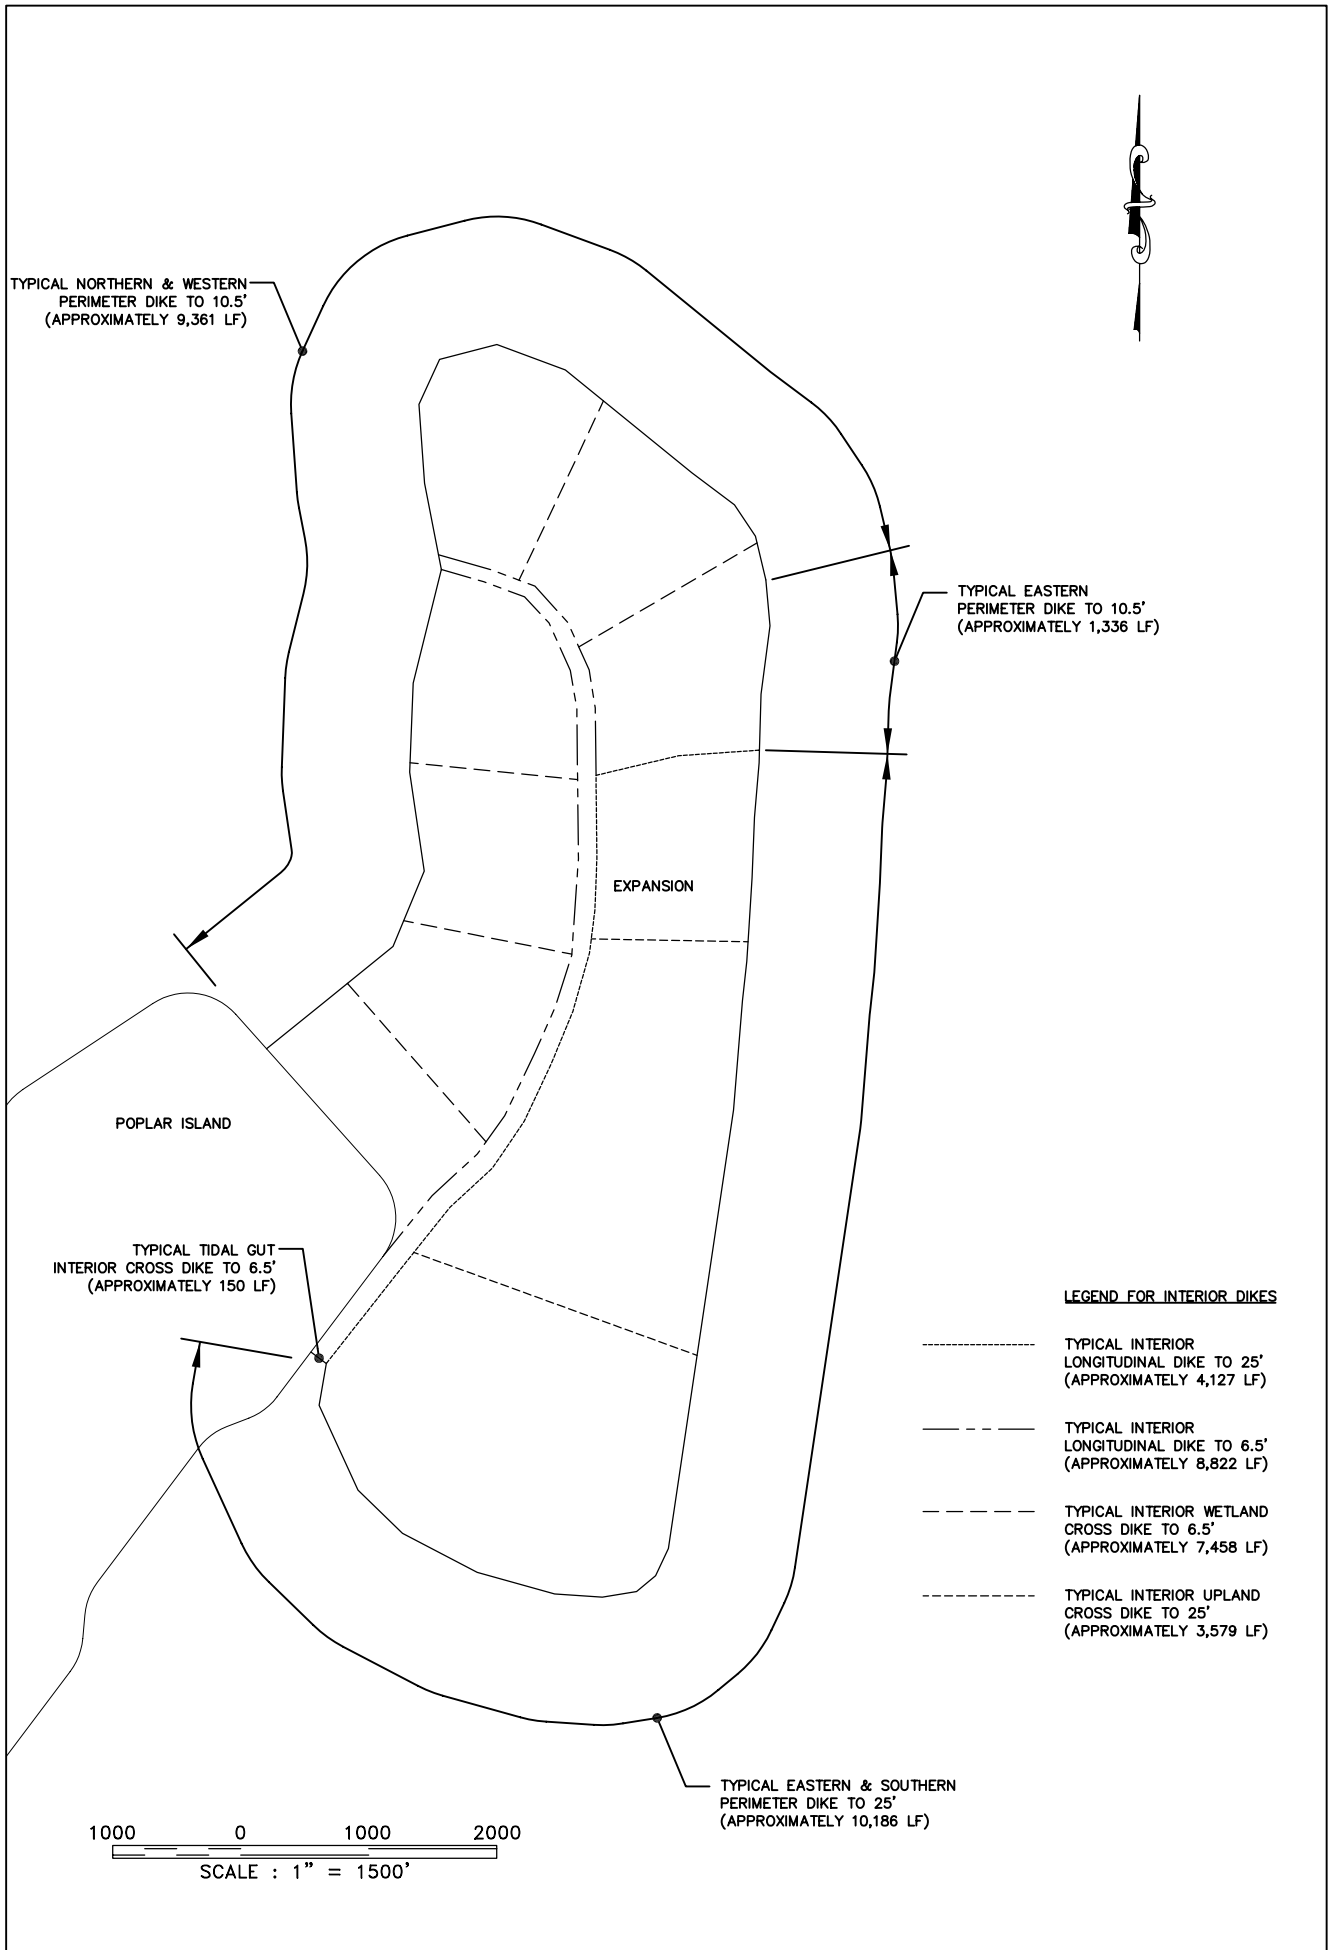 TYPICAL NORTHERN & WESTERN
PERIMETER DIKE TO 10.5'
(APPROXIMATELY 9,361 LF)
TYPICAL EASTERN
PERIMETER DIKE TO 10.5'
(APPROXIMATELY 1,336 LF)
EXPANSION
POPLAR ISLAND
TYPICAL TIDAL GUT
INTERIOR CROSS DIKE TO 6.5'
(APPROXIMATELY 150 LF)
LEGEND FOR INTERIOR DIKES
TYPICAL INTERIOR
LONGITUDINAL DIKE TO 25'
(APPROXIMATELY 4,127 LF)
TYPICAL INTERIOR
LONGITUDINAL DIKE TO 6.5'
(APPROXIMATELY 8,822 LF)
TYPICAL INTERIOR WETLAND
CROSS DIKE TO 6.5'
(APPROXIMATELY 7,458 LF)
TYPICAL INTERIOR UPLAND
CROSS DIKE TO 25'
(APPROXIMATELY 3,579 LF)
TYPICAL EASTERN & SOUTHERN
PERIMETER DIKE TO 25'
(APPROXIMATELY 10,186 LF)
1000 0 1000 2000
SCALE : 1" = 1500'